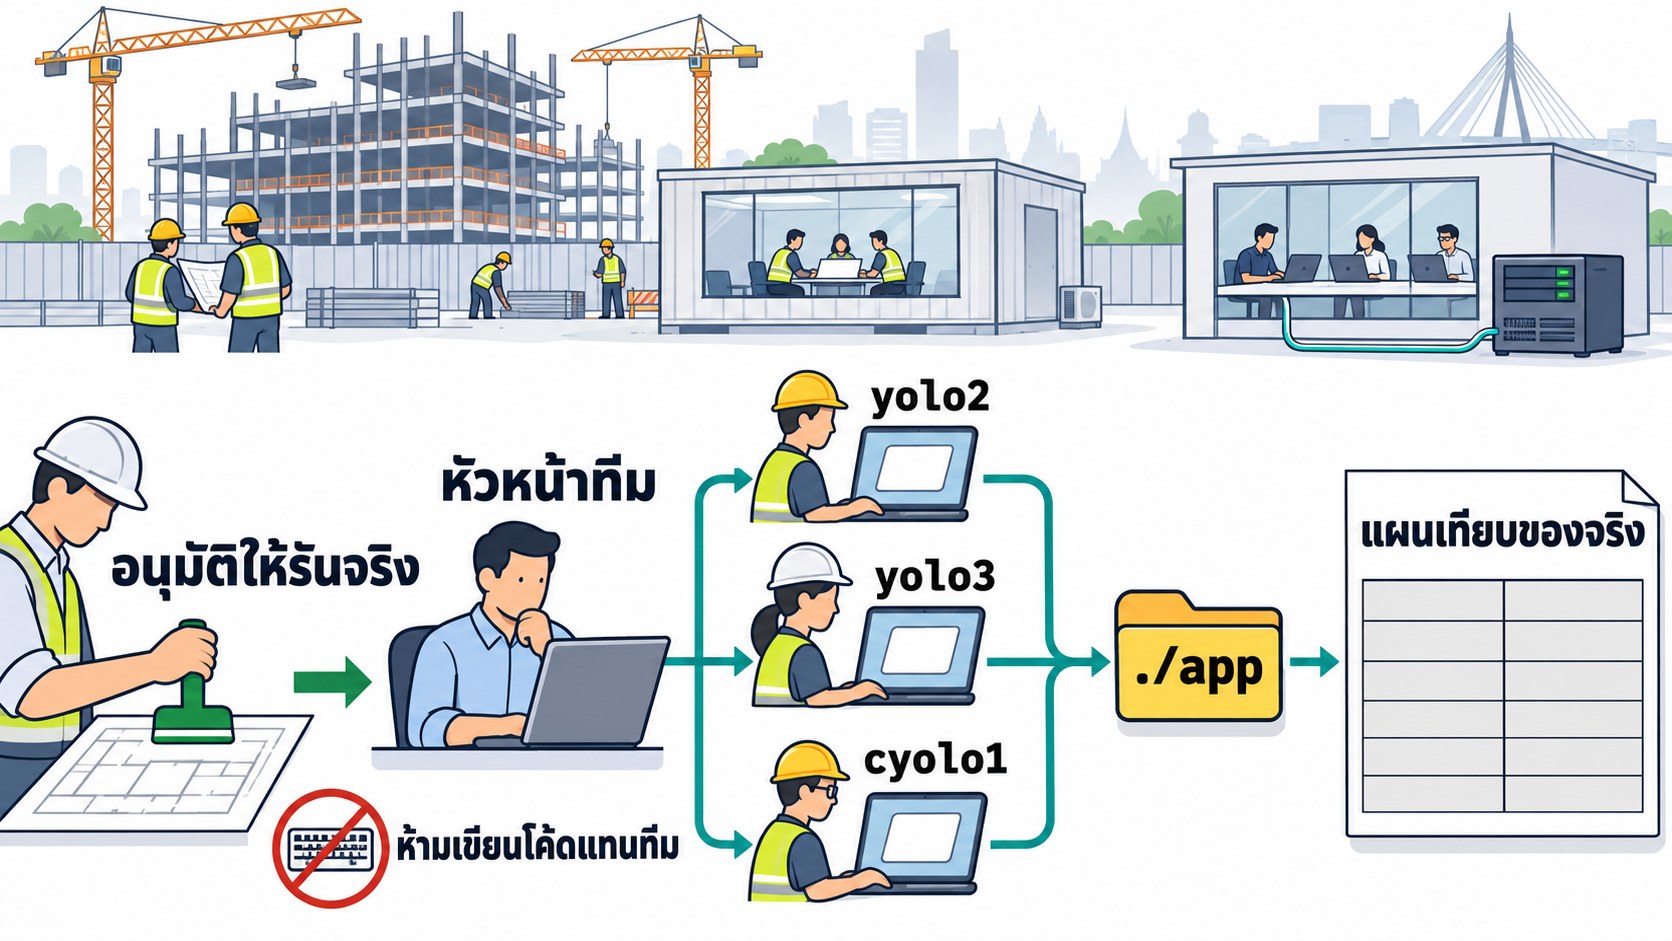 อนุมัติให้รันจริง
หัวหน้าทีม
ห้ามเขียนโค้ดแทนทีม
yolo2
yolo3
cyolo1
./app
แผนเทียบของจริง